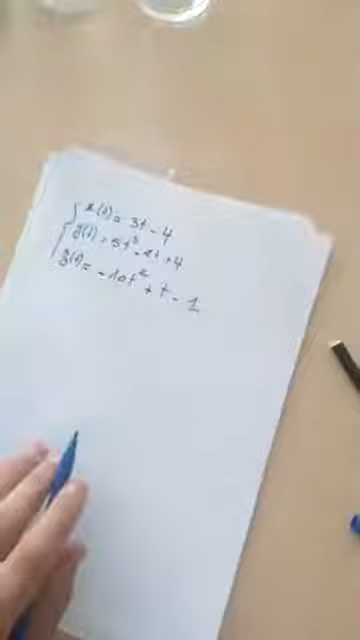 x(t) = 3t - 4
y(t) = 5t² - 2t + 4
z(t) = -10t² + t - 1